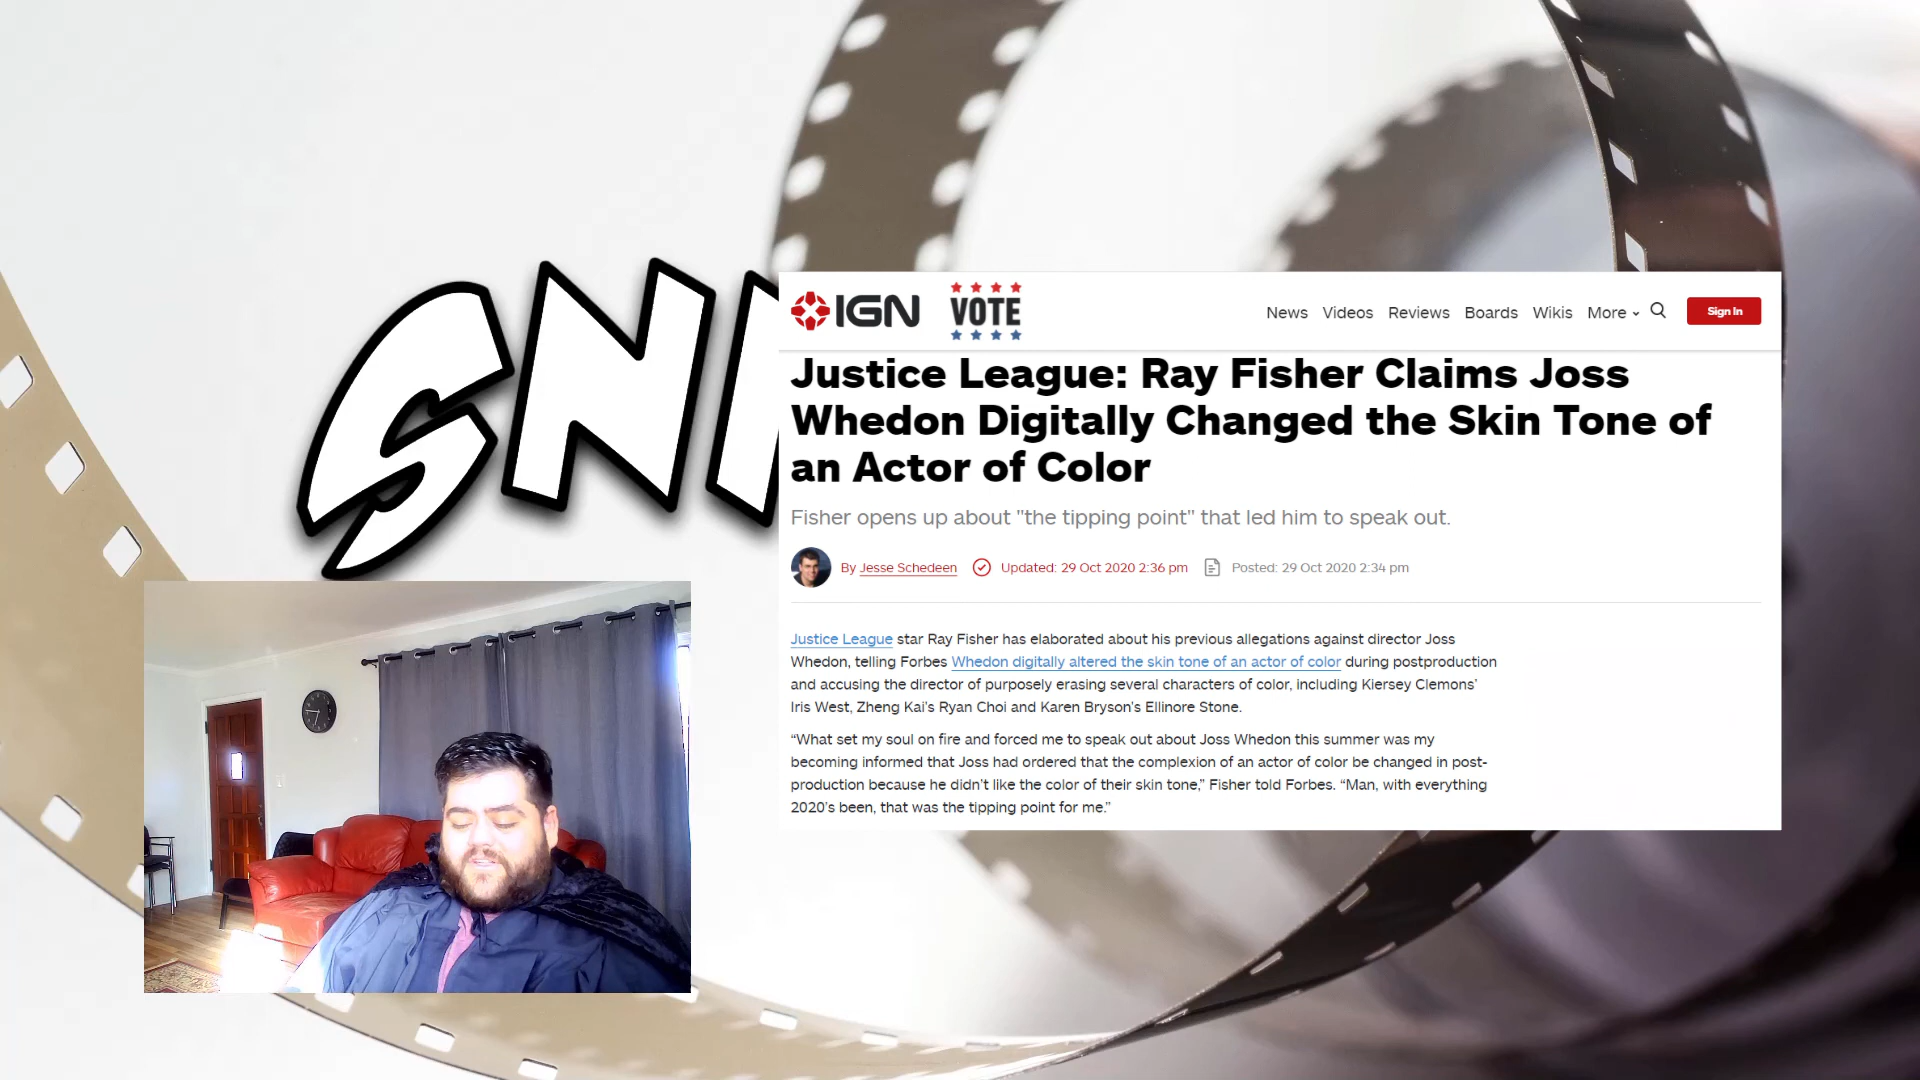 SNI
IGN VOTE News Videos Reviews Boards Wikis More Sign In
Justice League: Ray Fisher Claims Joss
Whedon Digitally Changed the Skin Tone of
an Actor of Color
Fisher opens up about "the tipping point" that led him to speak out.
By Jesse Schedeen Updated: 29 Oct 2020 2:36 pm Posted: 29 Oct 2020 2:34 pm
Justice League star Ray Fisher has elaborated about his previous allegations against director Joss
Whedon, telling Forbes Whedon digitally altered the skin tone of an actor of color during postproduction
and accusing the director of purposely erasing several characters of color, including Kiersey Clemons'
Iris West, Zheng Kai's Ryan Choi and Karen Bryson's Ellinore Stone.
“What set my soul on fire and forced me to speak out about Joss Whedon this summer was my
becoming informed that Joss had ordered that the complexion of an actor of color be changed in post-
production because he didn’t like the color of their skin tone,” Fisher told Forbes. “Man, with everything
2020’s been, that was the tipping point for me.”